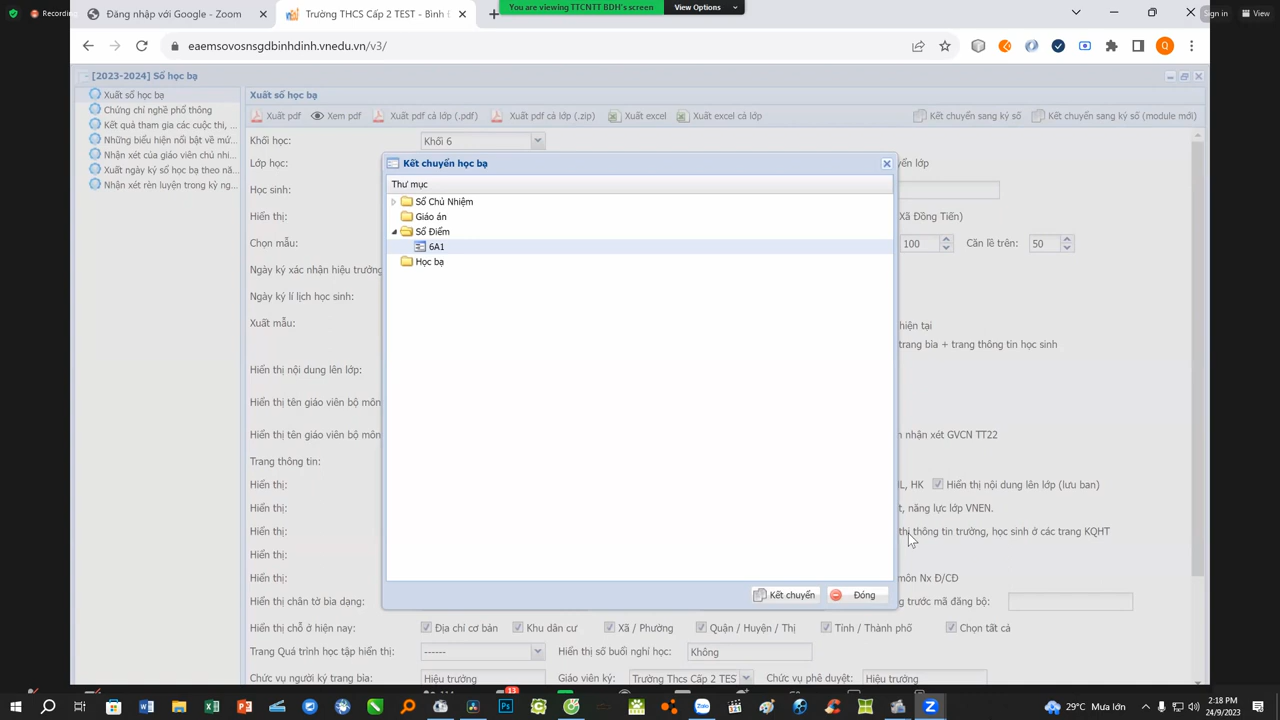 Recording
Đăng nhập với Google - Zoom
Trường THCS Cấp 2 TEST - Bình Đ
You are viewing TTCNTT BDH's screen
View Options
Sign in
View
eaemsovosnsgdbinhdinh.vnedu.vn/v3/
Q
[2023-2024] Sổ học bạ
Xuất sổ học bạ
Chứng chỉ nghề phổ thông
Kết quả tham gia các cuộc thi, ...
Những biểu hiện nổi bật về mứ...
Nhận xét của giáo viên chủ nhi...
Xuất ngày ký sổ học bạ theo nă...
Nhận xét rèn luyện trong kỳ ng...
Xuất sổ học bạ
Xuất pdf
Xem pdf
Xuất pdf cả lớp (.pdf)
Xuất pdf cả lớp (.zip)
Xuất excel
Xuất excel cả lớp
Kết chuyển sang ký số
Kết chuyển sang ký số (module mới)
Khối học:
Khối 6
Lớp học:
yển lớp
Học sinh:
Hiển thị:
Xã Đồng Tiến)
Chọn mẫu:
100
Căn lề trên:
50
Ngày ký xác nhận hiệu trưởng
Ngày kí lí lịch học sinh:
Xuất mẫu:
hiện tại
trang bìa + trang thông tin học sinh
Hiển thị nội dung lên lớp:
Hiển thị tên giáo viên bộ môn
Hiển thị tên giáo viên bộ môn
n nhận xét GVCN TT22
Trang thông tin:
Hiển thị:
IL, HK
Hiển thị nội dung lên lớp (lưu ban)
Hiển thị:
t, năng lực lớp VNEN.
Hiển thị:
thị thông tin trường, học sinh ở các trang KQHT
Hiển thị:
Hiển thị:
môn Nx Đ/CĐ
Hiển thị chân tờ bìa dạng:
g trước mã đăng bộ:
Hiển thị chỗ ở hiện nay:
Địa chỉ cơ bản
Khu dân cư
Xã / Phường
Quận / Huyện / Thị
Tỉnh / Thành phố
Chọn tất cả
Trang Quá trình học tập hiển thị:
------
Hiển thị số buổi nghỉ học:
Không
Chức vụ người ký trang bìa:
Hiệu trưởng
Giáo viên ký:
Trường Thcs Cấp 2 TES
Chức vụ phê duyệt:
Hiệu trưởng
Kết chuyển học bạ
Thư mục
Sổ Chủ Nhiệm
Giáo án
Sổ Điểm
6A1
Học bạ
Kết chuyển
Đóng
13
23°C
Mưa lớn
2:18 PM
24/9/2023